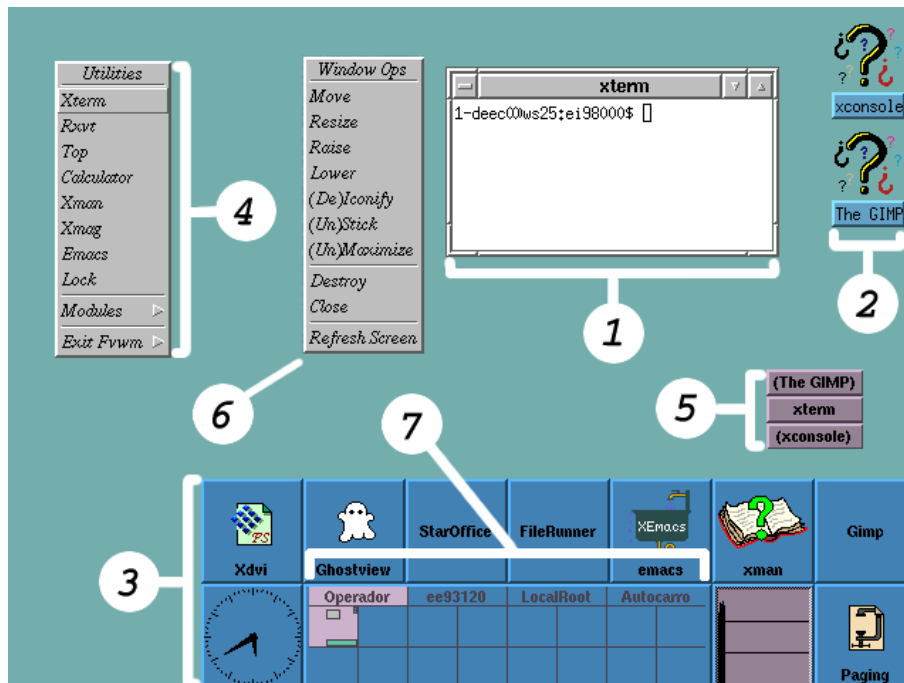 Utilities
Xterm
Rxvt
Top
Calculator
Xman
Xmag
Emacs
Lock
Modules
Exit Fvwm
4
Window Ops
Move
Resize
Raise
Lower
(De)Iconify
(Un)Stick
(Un)Maximize
Destroy
Close
Refresh Screen
6
xterm
1-deec@ws25:ei98000$
1
xconsole
The GIMP
2
5
(The GIMP)
xterm
(xconsole)
7
3
PS
Xdvi
Ghostview
StarOffice
FileRunner
XEmacs
emacs
xman
Gimp
Operador
ee93120
LocalRoot
Autocarro
Paging